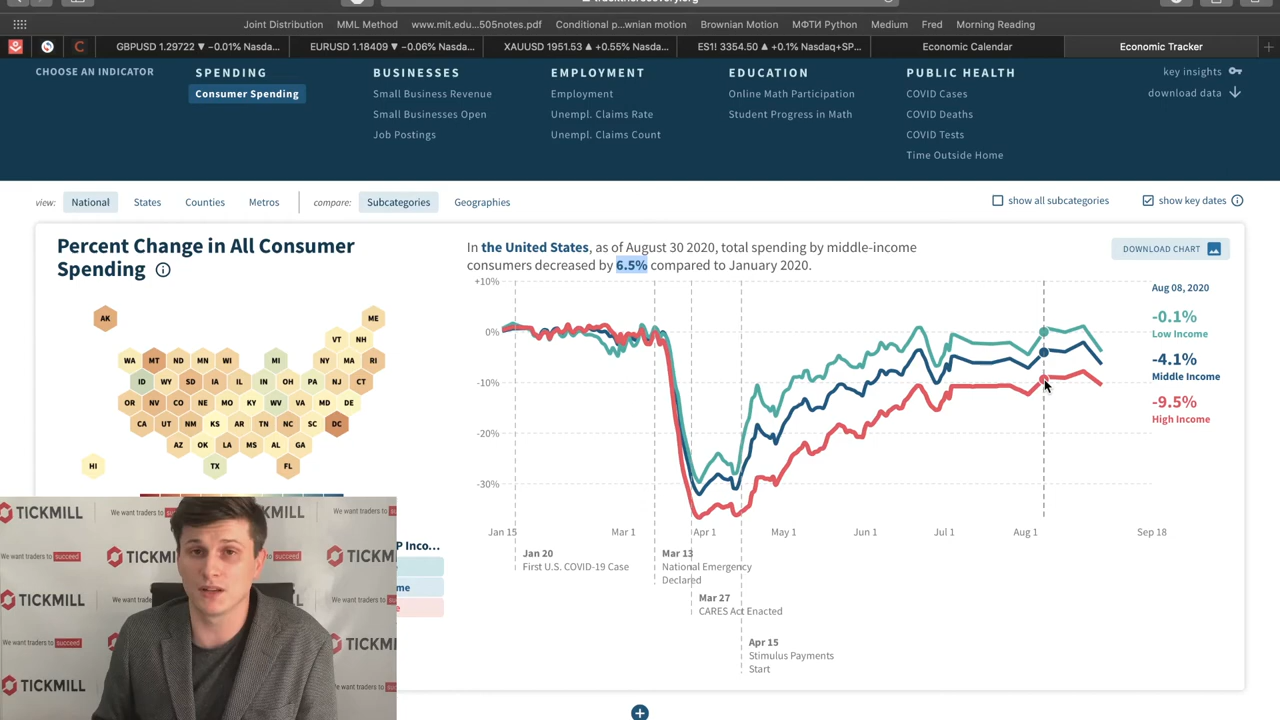 Joint Distribution MML Method www.mit.edu...505notes.pdf Conditional p...wnian motion Brownian Motion МФТИ Python Medium Fred Morning Reading
GBPUSD 1.29722 ▼ −0.01% Nasda... EURUSD 1.18409 ▼ −0.06% Nasda... XAUUSD 1951.53 ▲ +0.55% Nasda... ES1! 3354.50 ▲ +0.1% Nasdaq+SP... Economic Calendar Economic Tracker
CHOOSE AN INDICATOR
SPENDING
Consumer Spending
BUSINESSES
Small Business Revenue
Small Businesses Open
Job Postings
EMPLOYMENT
Employment
Unempl. Claims Rate
Unempl. Claims Count
EDUCATION
Online Math Participation
Student Progress in Math
PUBLIC HEALTH
COVID Cases
COVID Deaths
COVID Tests
Time Outside Home
key insights
download data
view: National States Counties Metros compare: Subcategories Geographies
show all subcategories show key dates
Percent Change in All Consumer
Spending
In the United States, as of August 30 2020, total spending by middle-income
consumers decreased by 6.5% compared to January 2020.
DOWNLOAD CHART
AK ME
VT NH
WA MT ND MN WI MI NY MA RI
ID WY SD IA IL IN OH PA NJ CT
OR NV CO NE MO KY WV VA MD DE
CA UT NM KS AR TN NC SC DC
AZ OK LA MS AL GA
HI TX FL
+10%
0%
-10%
-20%
-30%
Jan 15 Mar 1 Apr 1 May 1 Jun 1 Jul 1 Aug 1 Sep 18
Aug 08, 2020
-0.1%
Low Income
-4.1%
Middle Income
-9.5%
High Income
Jan 20
First U.S. COVID-19 Case
Mar 13
National Emergency
Declared
Mar 27
CARES Act Enacted
Apr 15
Stimulus Payments
Start
P Inco...
me
TICKMILL We want traders to succeed